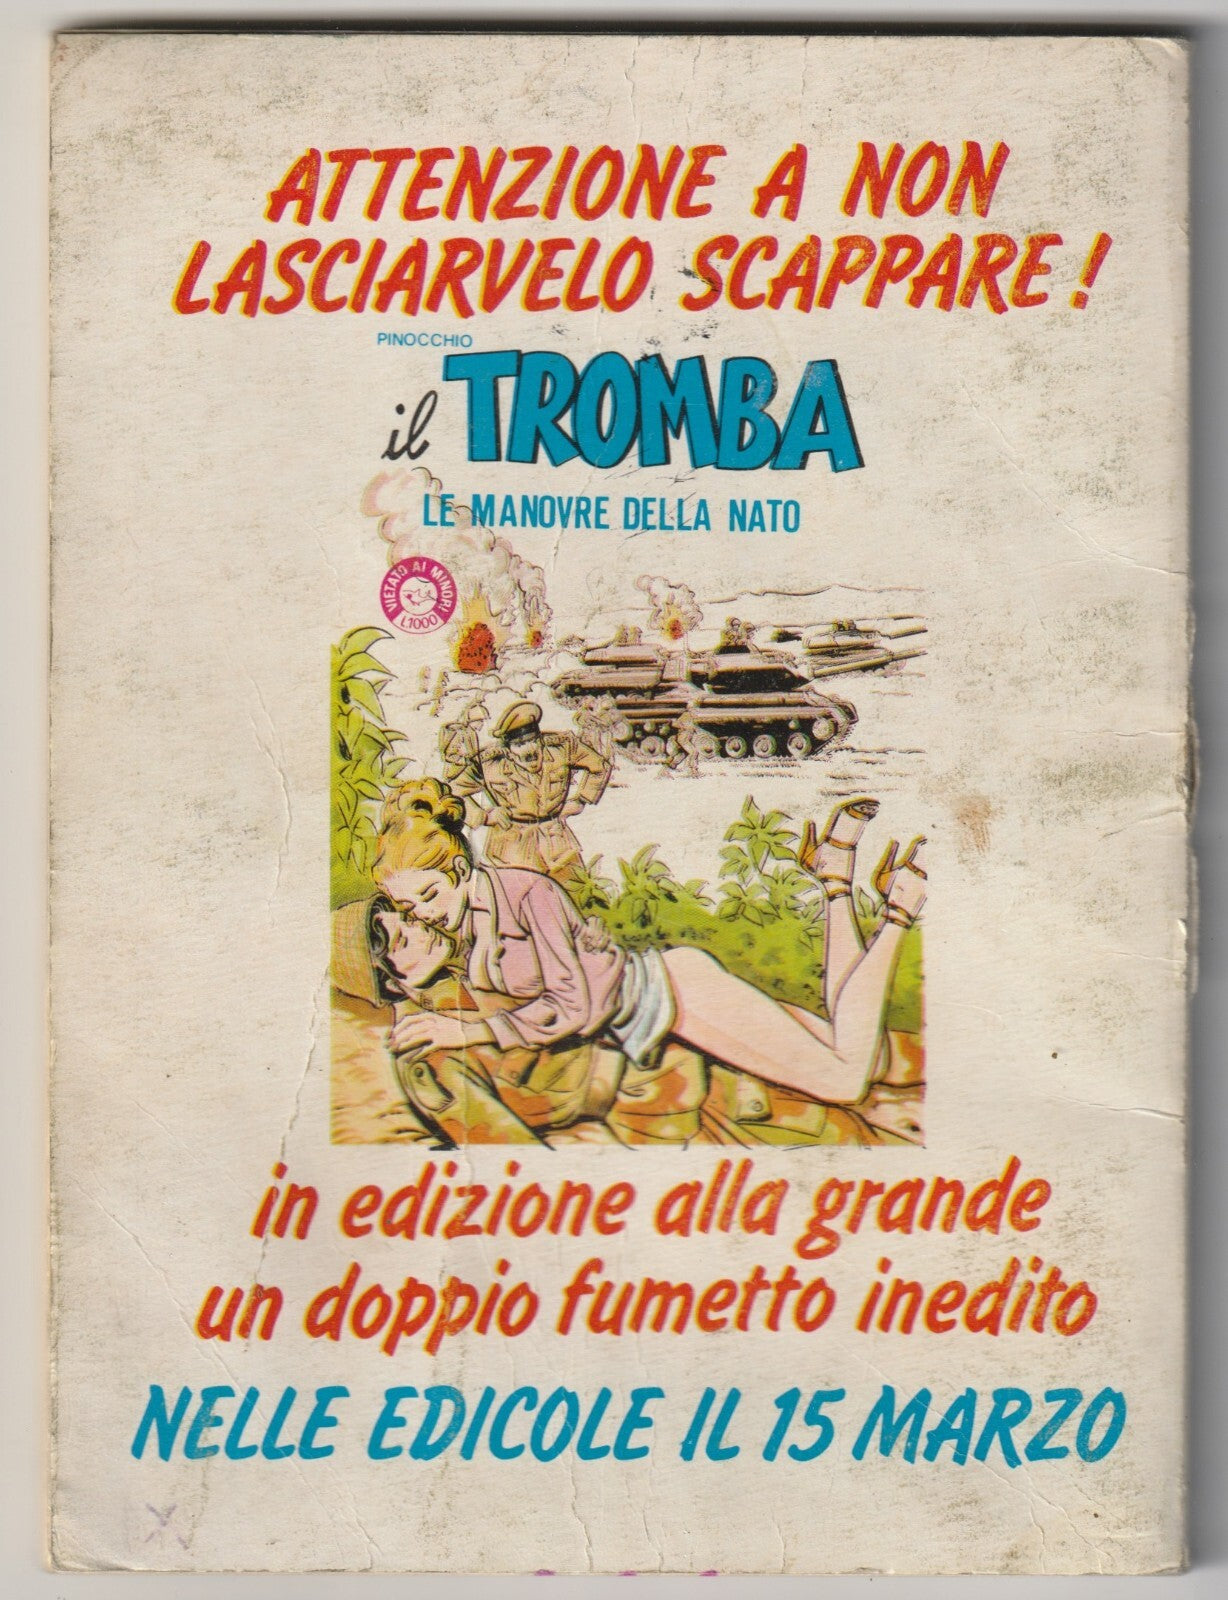 ATTENZIONE A NON
LASCIARVELO SCAPPARE!
PINOCCHIO
il TROMBA
LE MANOVRE DELLA NATO
VIETATO AI MINORI
L.1000
in edizione alla grande
un doppio fumetto inedito
NELLE EDICOLE IL 15 MARZO